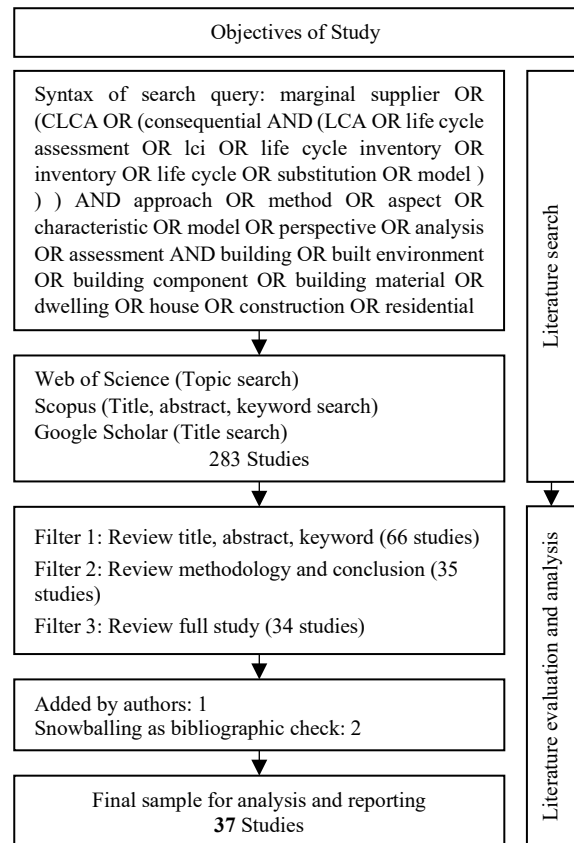 Objectives of Study
Syntax of search query: marginal supplier OR
(CLCA OR (consequential AND (LCA OR life cycle
assessment OR lci OR life cycle inventory OR
inventory OR life cycle OR substitution OR model )
) ) AND approach OR method OR aspect OR
characteristic OR model OR perspective OR analysis
OR assessment AND building OR built environment
OR building component OR building material OR
dwelling OR house OR construction OR residential
Literature search
Web of Science (Topic search)
Scopus (Title, abstract, keyword search)
Google Scholar (Title search)
283 Studies
Filter 1: Review title, abstract, keyword (66 studies)
Filter 2: Review methodology and conclusion (35
studies)
Filter 3: Review full study (34 studies)
Literature evaluation and analysis
Added by authors: 1
Snowballing as bibliographic check: 2
Final sample for analysis and reporting
37 Studies